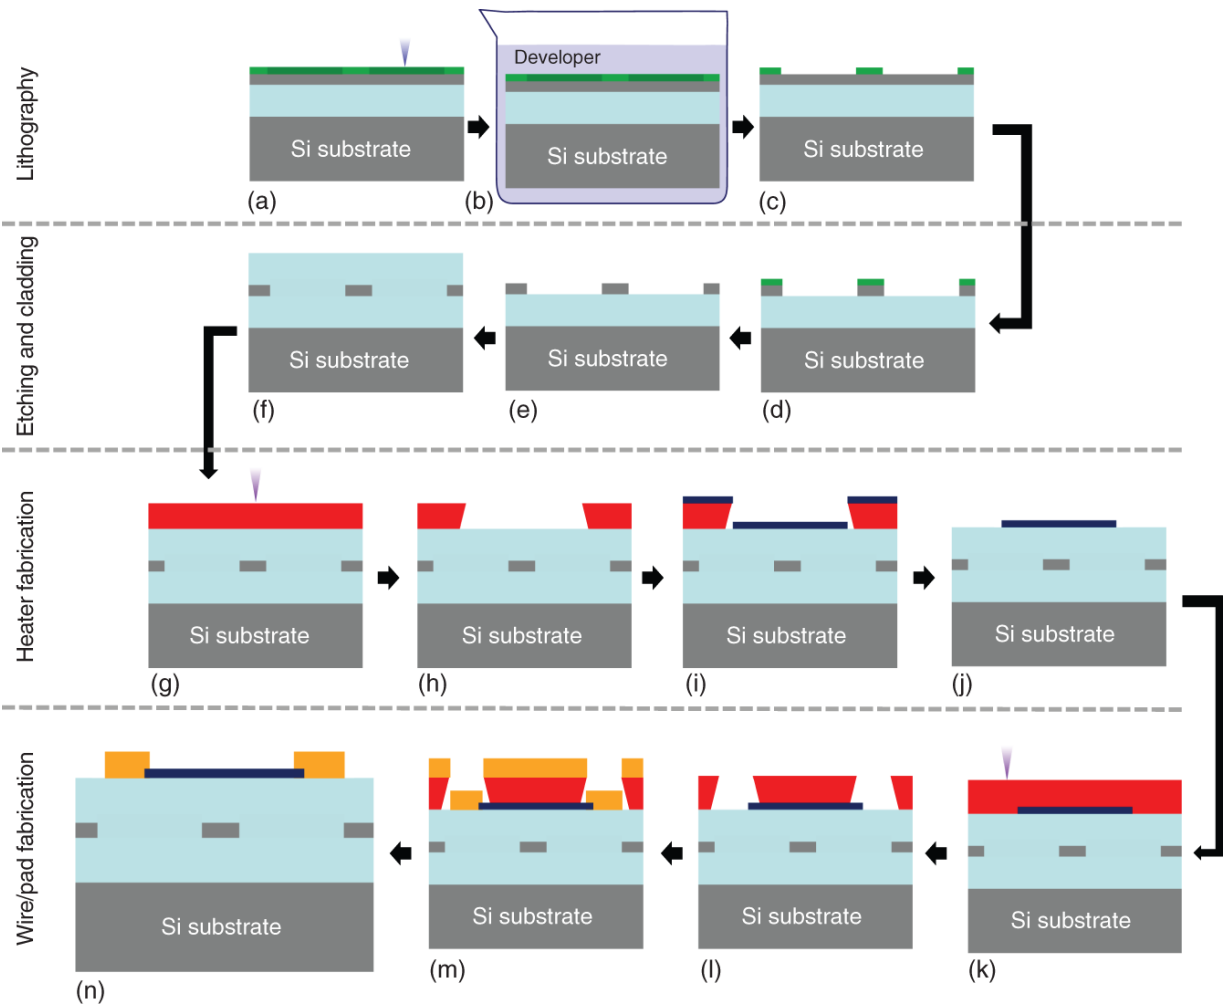 Lithography
Developer
Si substrate
Si substrate
Si substrate
(a)
(b)
(c)
Etching and cladding
Si substrate
Si substrate
Si substrate
(f)
(e)
(d)
Heater fabrication
Si substrate
Si substrate
Si substrate
Si substrate
(g)
(h)
(i)
(j)
Wire/pad fabrication
Si substrate
Si substrate
Si substrate
Si substrate
(n)
(m)
(l)
(k)